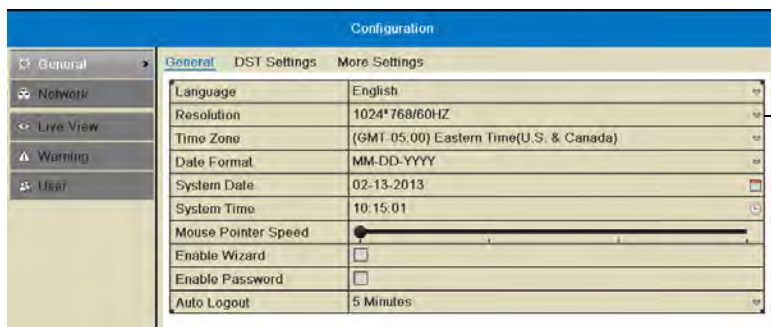 Configuration
General
Network
Live View
Warning
User
General DST Settings More Settings
Language English
Resolution 1024*768/60HZ
Time Zone (GMT-05:00) Eastern Time(U.S. & Canada)
Date Format MM-DD-YYYY
System Date 02-13-2013
System Time 10:15:01
Mouse Pointer Speed
Enable Wizard
Enable Password
Auto Logout 5 Minutes